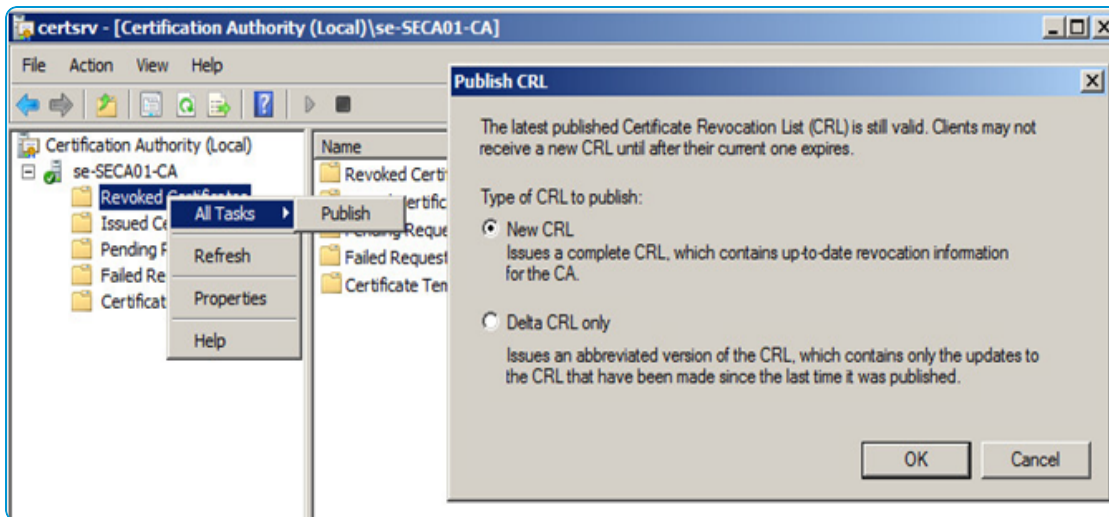 certsrv - [Certification Authority (Local)\se-SECA01-CA]
File Action View Help
Certification Authority (Local)
se-SECA01-CA
Revoked Certificates
Issued Ce
Pending R
Failed Re
Certificat
All Tasks
Refresh
Properties
Help
Publish
Name
Revoked Certi
Pending Reque
Failed Request
Certificate Ten
Publish CRL
The latest published Certificate Revocation List (CRL) is still valid. Clients may not
receive a new CRL until after their current one expires.
Type of CRL to publish:
New CRL
Issues a complete CRL, which contains up-to-date revocation information
for the CA.
Delta CRL only
Issues an abbreviated version of the CRL, which contains only the updates to
the CRL that have been made since the last time it was published.
OK Cancel